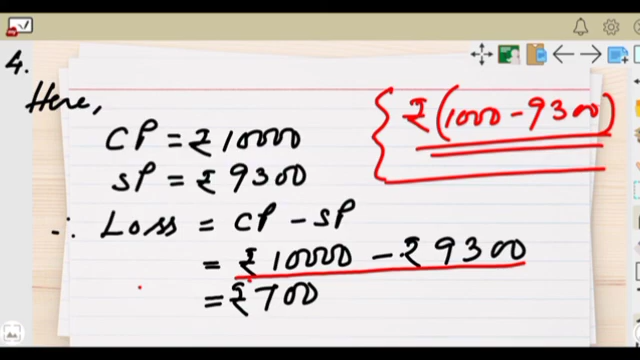 4.
Here,
CP = ₹10000
SP = ₹9300
∴ Loss = CP - SP
= ₹10000 - ₹9300
= ₹700
₹(1000 - 9300)